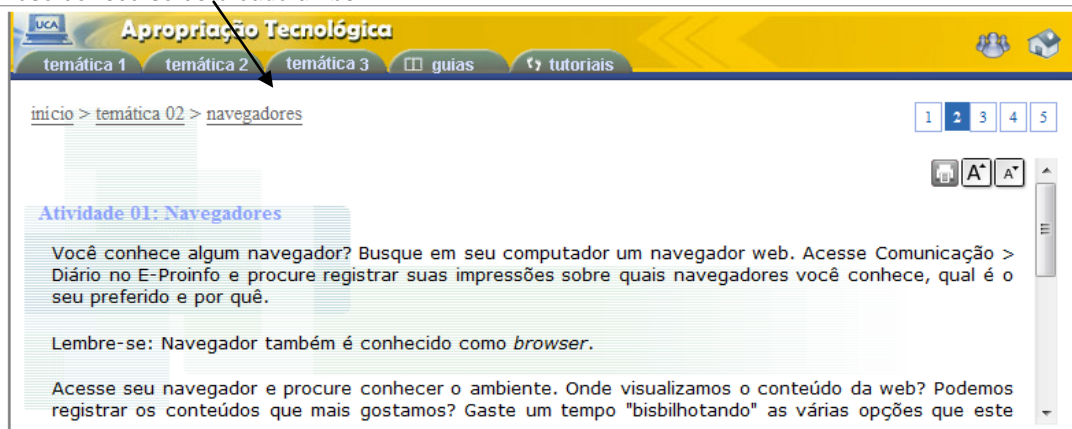 UCA
Apropriação Tecnológica
temática 1 temática 2 temática 3 guias tutoriais
inicio > temática 02 > navegadores
1 2 3 4 5
A A
Atividade 01: Navegadores
Você conhece algum navegador? Busque em seu computador um navegador web. Acesse Comunicação >
Diário no E-Proinfo e procure registrar suas impressões sobre quais navegadores você conhece, qual é o
seu preferido e por quê.
Lembre-se: Navegador também é conhecido como browser.
Acesse seu navegador e procure conhecer o ambiente. Onde visualizamos o conteúdo da web? Podemos
registrar os conteúdos que mais gostamos? Gaste um tempo "bisbilhotando" as várias opções que este